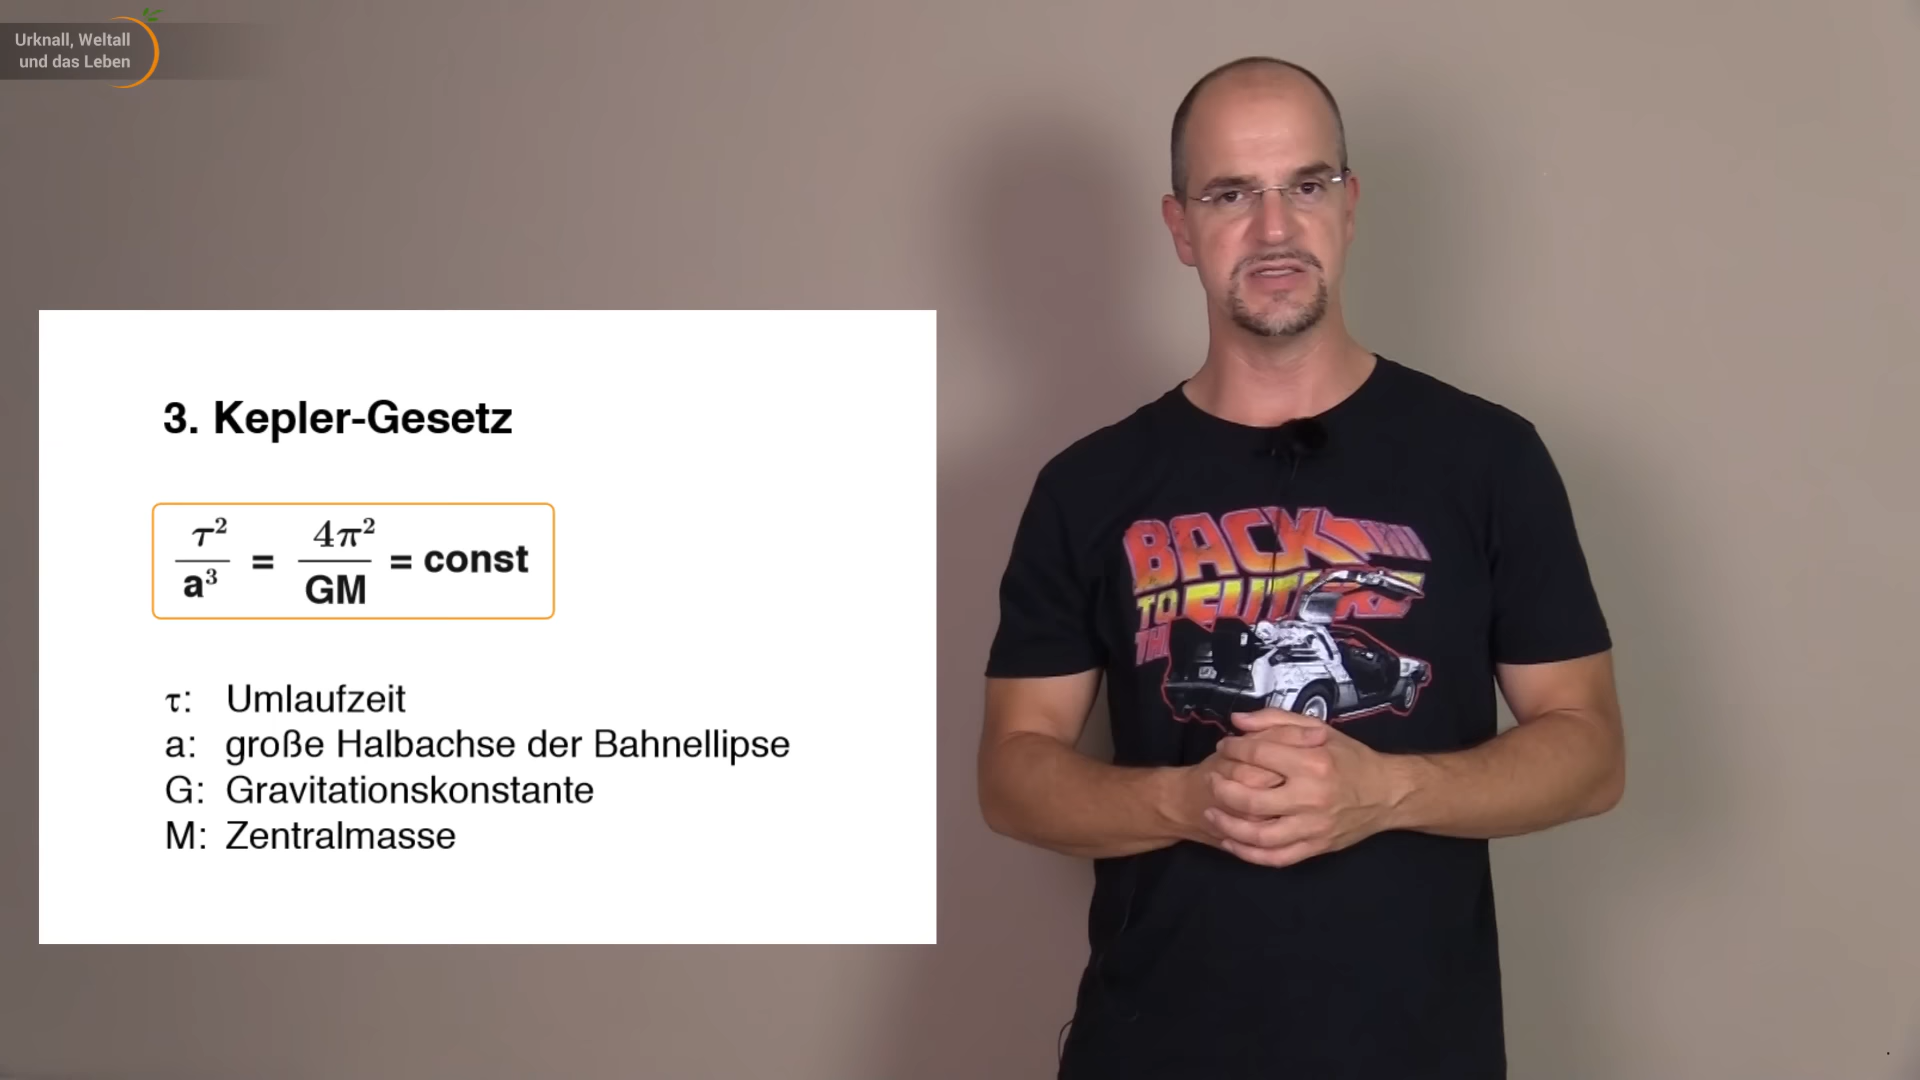 Urknall, Weltall
und das Leben
3. Kepler-Gesetz
τ²/a³ = 4π²/GM = const
τ: Umlaufzeit
a: große Halbachse der Bahnellipse
G: Gravitationskonstante
M: Zentralmasse
BACK
TO
THE
FUTURE